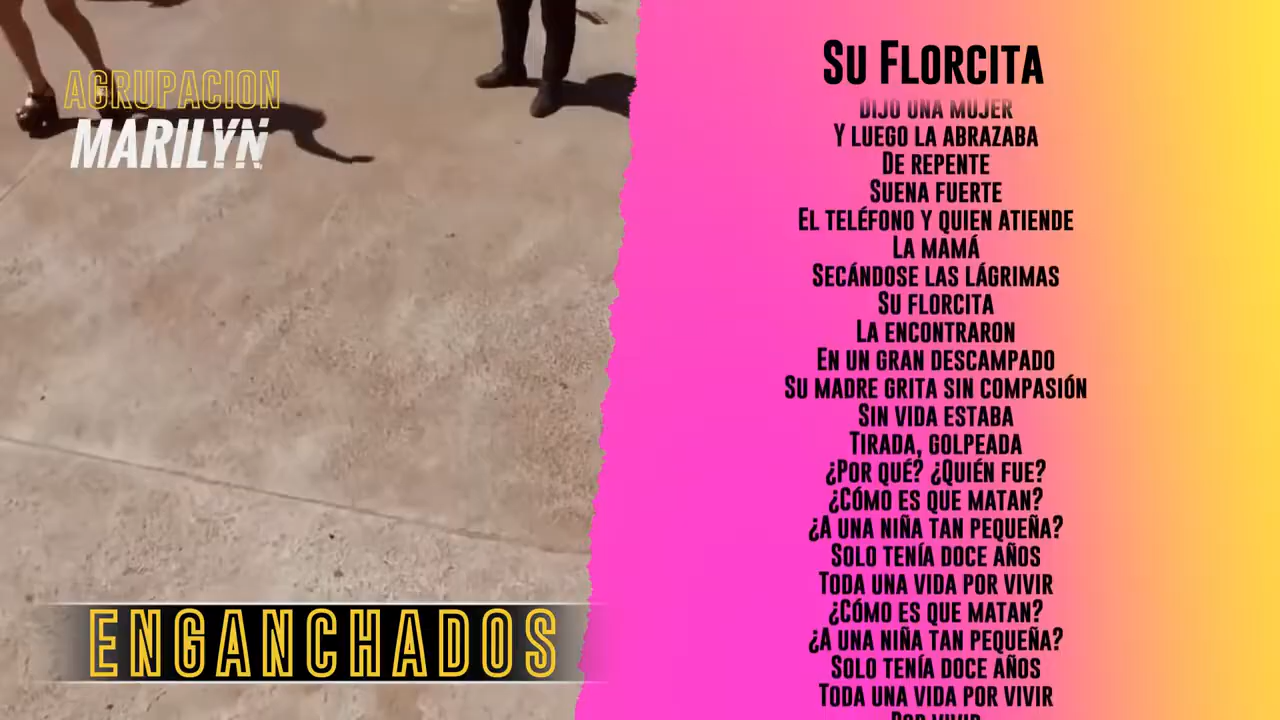 AGRUPACION
MARILYN
ENGANCHADOS
SU FLORCITA
DIJO UNA MUJER
Y LUEGO LA ABRAZABA
DE REPENTE
SUENA FUERTE
EL TELÉFONO Y QUIEN ATIENDE
LA MAMÁ
SECÁNDOSE LAS LÁGRIMAS
SU FLORCITA
LA ENCONTRARON
EN UN GRAN DESCAMPADO
SU MADRE GRITA SIN COMPASIÓN
SIN VIDA ESTABA
TIRADA, GOLPEADA
¿POR QUÉ? ¿QUIÉN FUE?
¿CÓMO ES QUE MATAN?
¿A UNA NIÑA TAN PEQUEÑA?
SOLO TENÍA DOCE AÑOS
TODA UNA VIDA POR VIVIR
¿CÓMO ES QUE MATAN?
¿A UNA NIÑA TAN PEQUEÑA?
SOLO TENÍA DOCE AÑOS
TODA UNA VIDA POR VIVIR
POR VIVIR